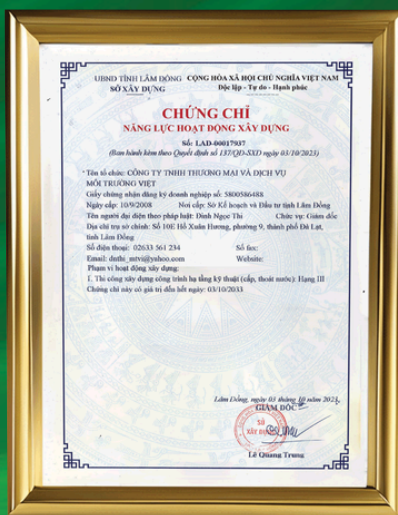 UBND TỈNH LÂM ĐỒNG CỘNG HÒA XÃ HỘI CHỦ NGHĨA VIỆT NAM
SỞ XÂY DỰNG Độc lập - Tự do - Hạnh phúc
CHỨNG CHỈ
NĂNG LỰC HOẠT ĐỘNG XÂY DỰNG
Số: LAD-00017937
(Ban hành kèm theo Quyết định số 137/QĐ-SXD ngày 03/10/2023)
Tên tổ chức: CÔNG TY TNHH THƯƠNG MẠI VÀ DỊCH VỤ
MÔI TRƯỜNG VIỆT
Giấy chứng nhận đăng ký doanh nghiệp số: 5800586488
Ngày cấp: 10/9/2008 Nơi cấp: Sở Kế hoạch và Đầu tư tỉnh Lâm Đồng
Tên người đại diện theo pháp luật: Đinh Ngọc Thi Chức vụ: Giám đốc
Địa chỉ trụ sở chính: Số 10E Hồ Xuân Hương, phường 9, thành phố Đà Lạt,
tỉnh Lâm Đồng
Số điện thoại: 02633 561 234 Số fax:
Email: dnthi_mtvi@yahoo.com Website:
Phạm vi hoạt động xây dựng:
1. Thi công xây dựng công trình hạ tầng kỹ thuật (cấp, thoát nước): Hạng III
Chứng chỉ này có giá trị đến hết ngày: 03/10/2033
Lâm Đồng, ngày 03 tháng 10 năm 2023
GIÁM ĐỐC
SỞ
XÂY DỰNG
Lê Quang Trung